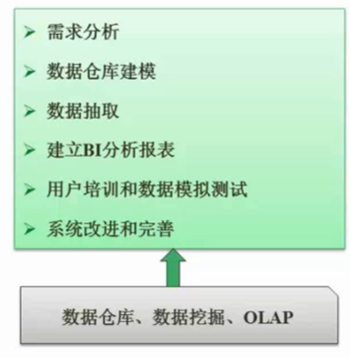 需求分析
数据仓库建模
数据抽取
建立BI分析报表
用户培训和数据模拟测试
系统改进和完善
数据仓库、数据挖掘、OLAP